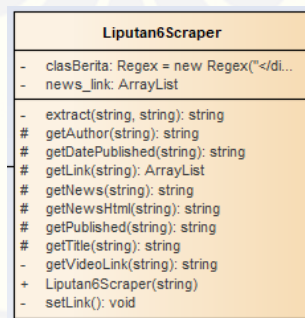 Liputan6Scraper
- clasBerita: Regex = new Regex("</di...
- news_link: ArrayList
- extract(string, string): string
# getAuthor(string): string
# getDatePublished(string): string
# getLink(string): ArrayList
# getNews(string): string
# getNewsHtml(string): string
# getPublished(string): string
# getTitle(string): string
- getVideoLink(string): string
+ Liputan6Scraper(string)
- setLink(): void